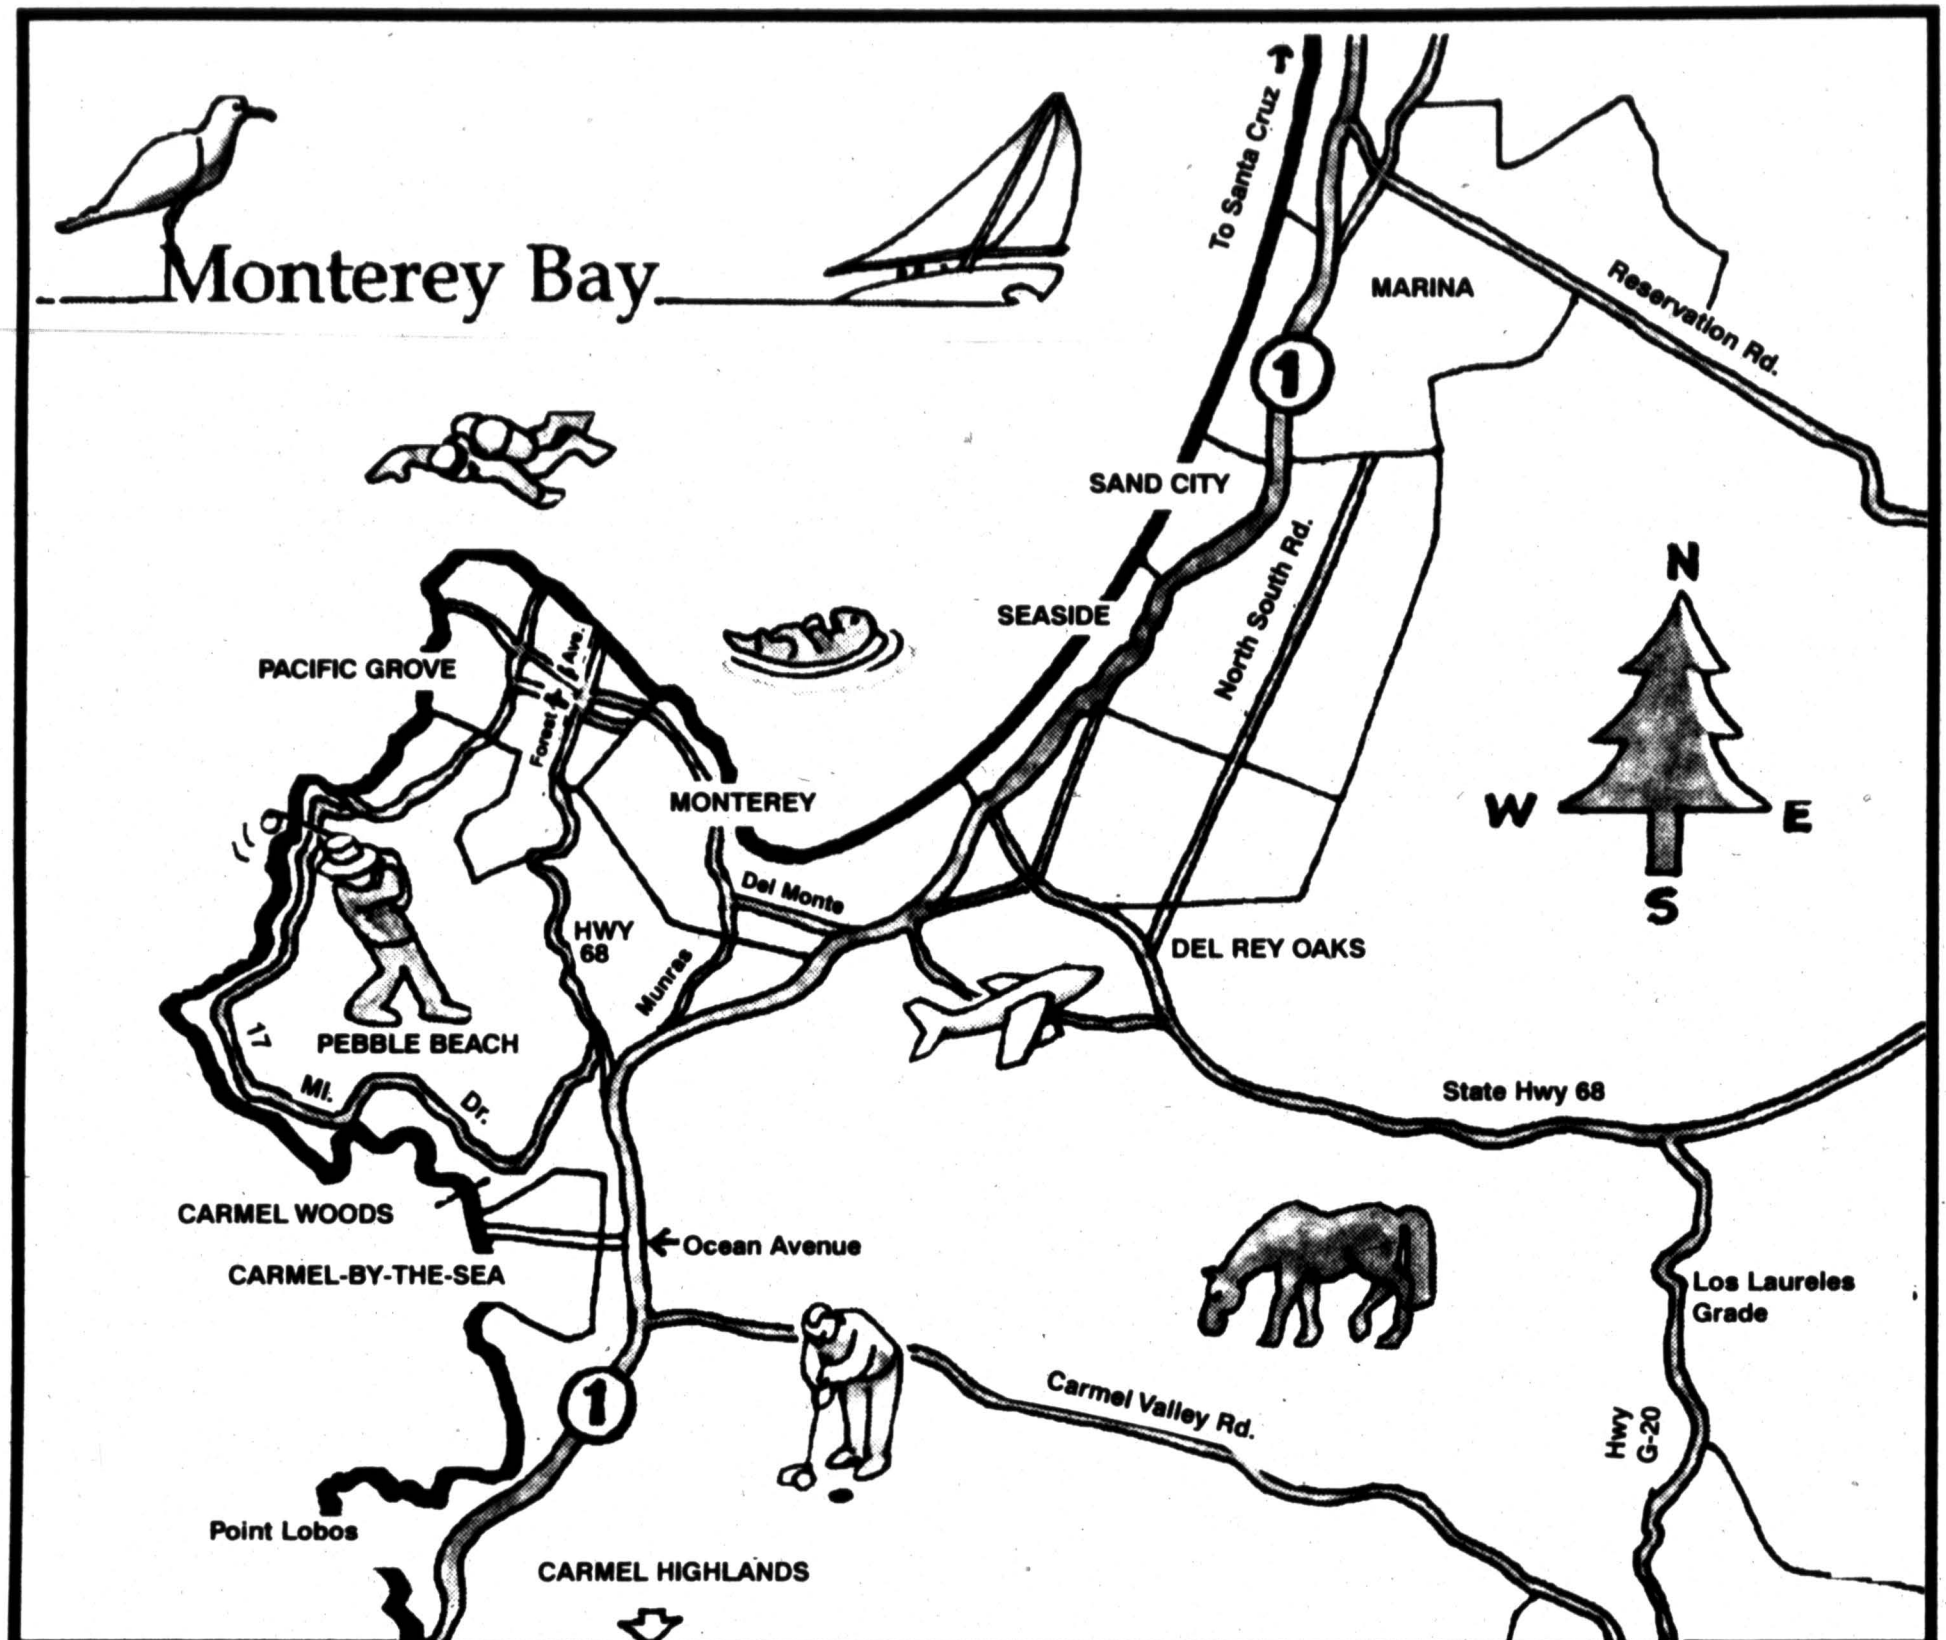 To Santa Cruz
Monterey Bay
MARINA
Reservation Rd.
1
SAND CITY
North South Rd.
N
SEASIDE
PACIFIC GROVE
Forest Ave.
MONTEREY
W
E
S
Del Monte
HWY
68
Munras
DEL REY OAKS
17
MI.
Dr.
PEBBLE BEACH
State Hwy 68
CARMEL WOODS
Ocean Avenue
CARMEL-BY-THE-SEA
Los Laureles
Grade
1
Carmel Valley Rd.
Hwy
G-20
Point Lobos
CARMEL HIGHLANDS